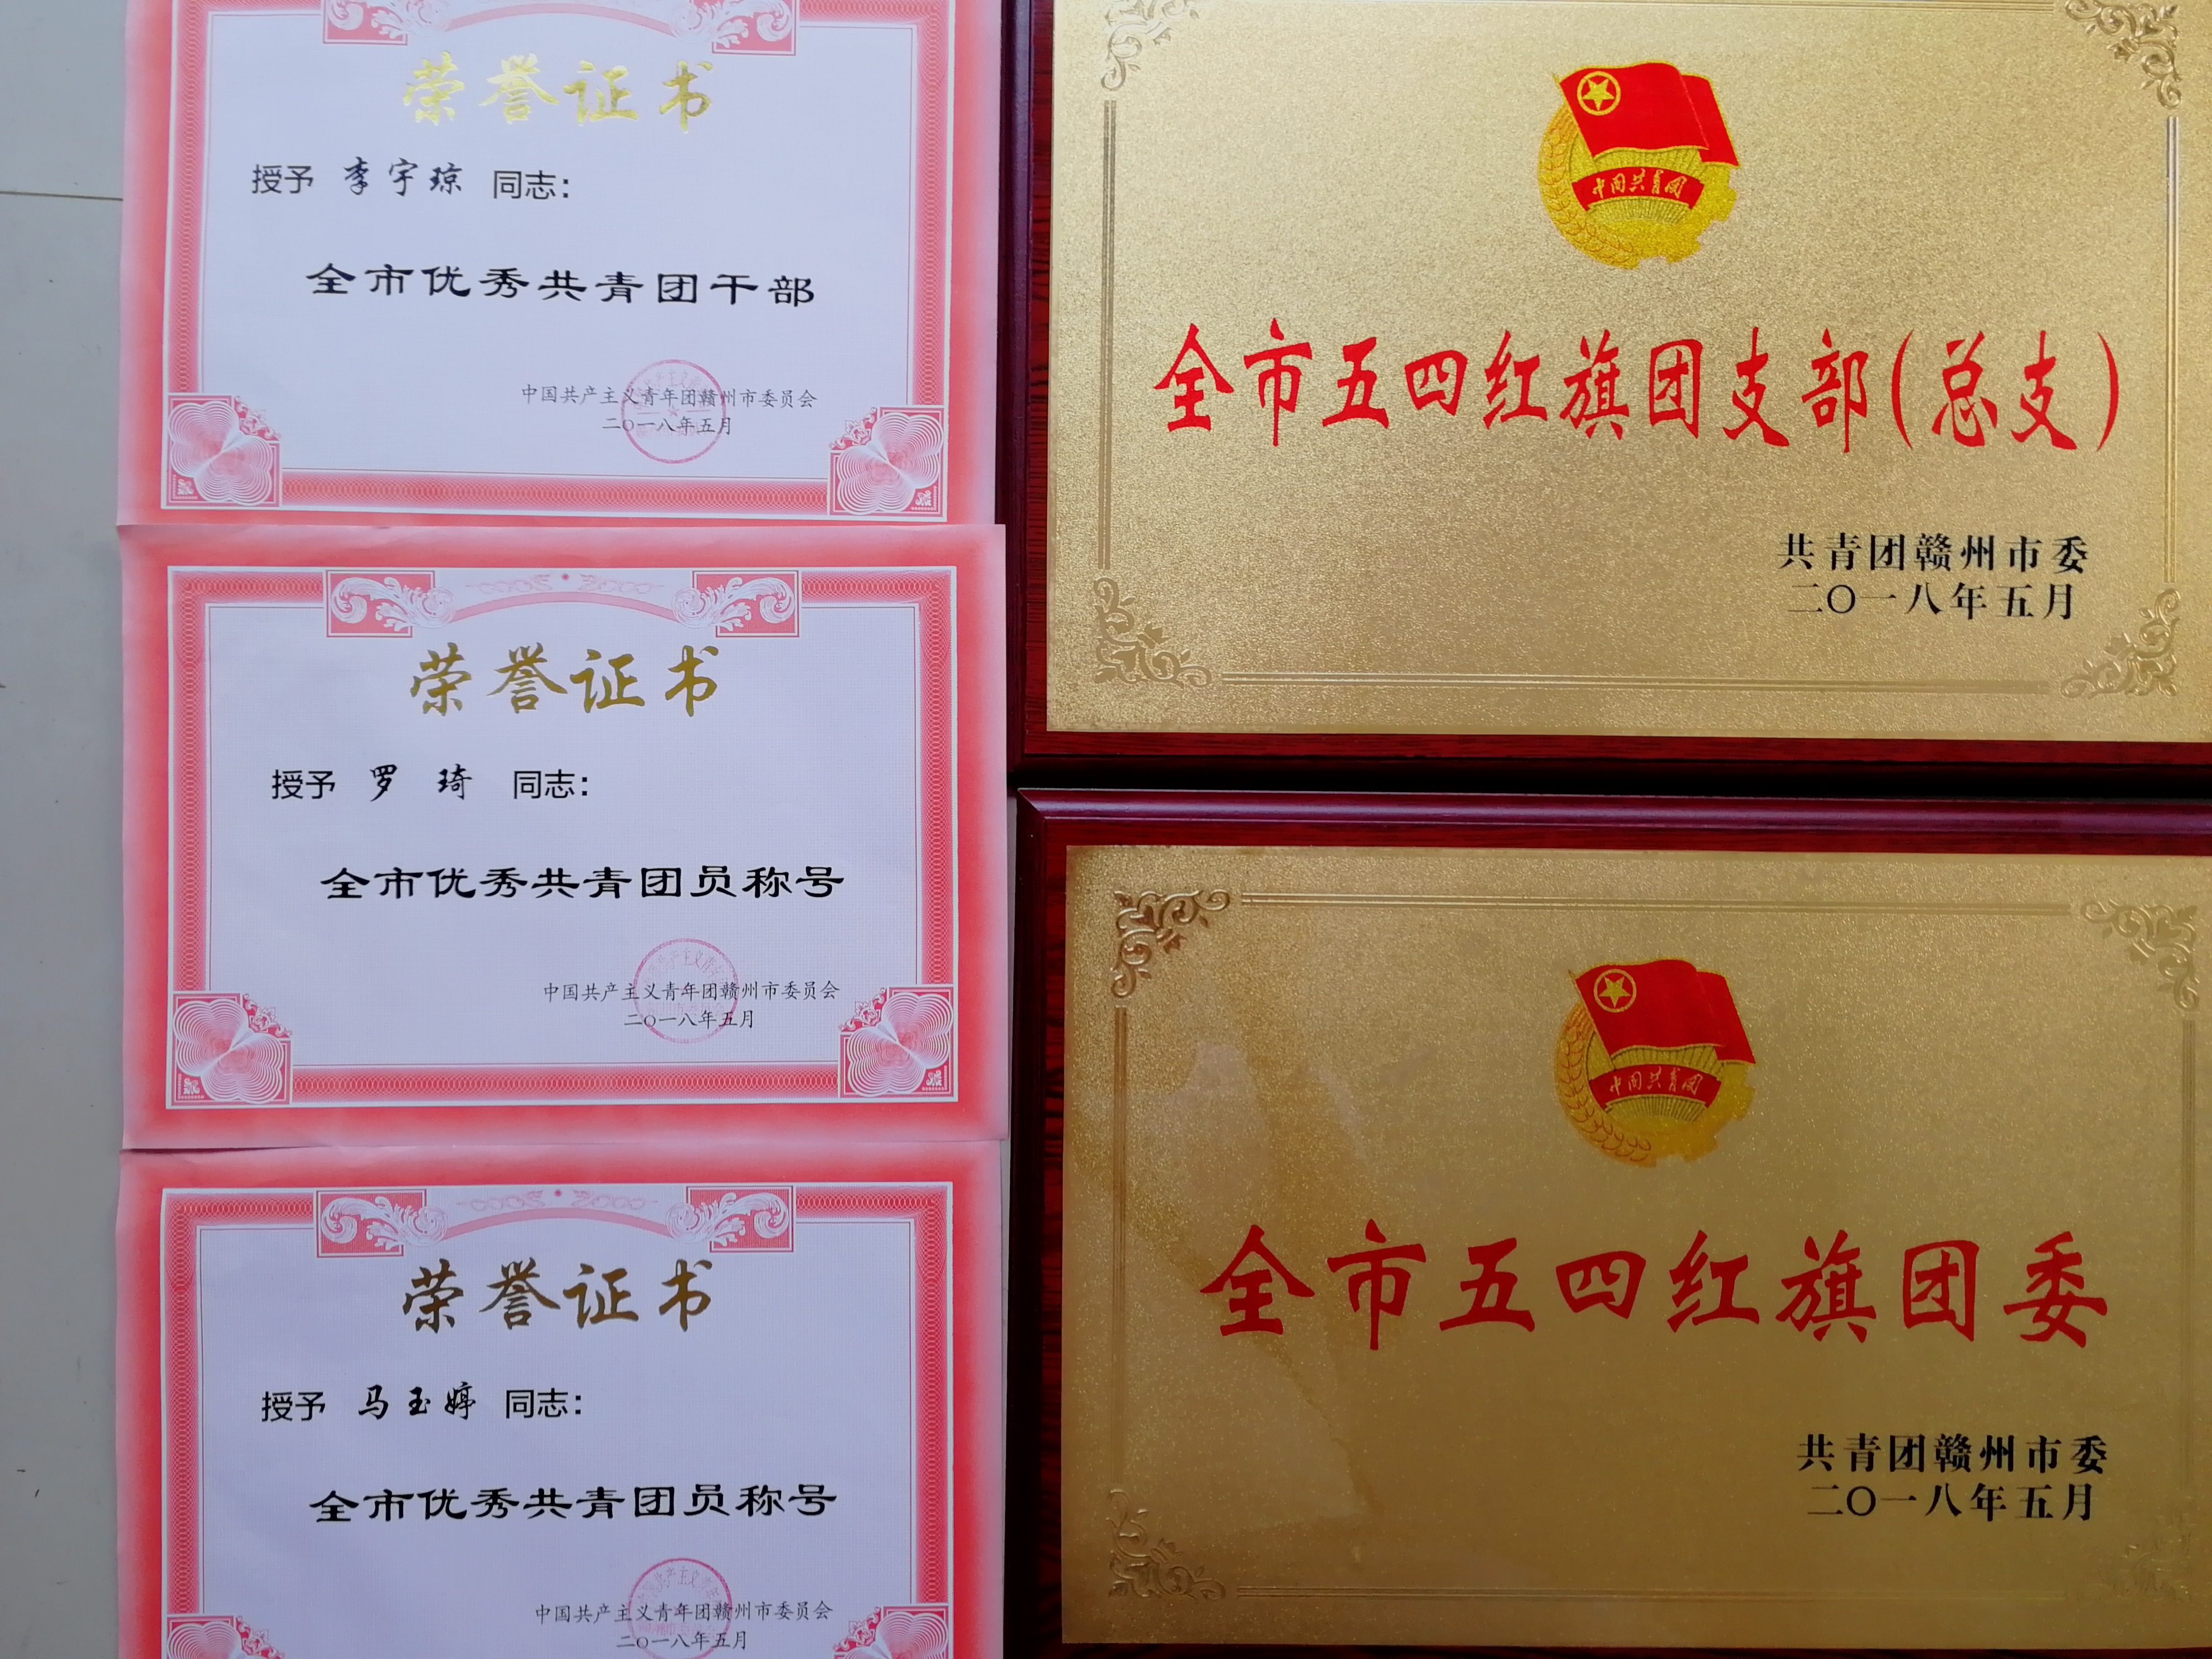 荣誉证书
授予 李宇琼 同志：
全市优秀共青团干部
中国共产主义青年团赣州市委员会
二〇一八年五月
荣誉证书
授予 罗 琦 同志：
全市优秀共青团员称号
中国共产主义青年团赣州市委员会
二〇一八年五月
荣誉证书
授予 马玉婷 同志：
全市优秀共青团员称号
中国共产主义青年团赣州市委员会
二〇一八年五月
中国共青团
全市五四红旗团支部（总支）
共青团赣州市委
二〇一八年五月
中国共青团
全市五四红旗团委
共青团赣州市委
二〇一八年五月